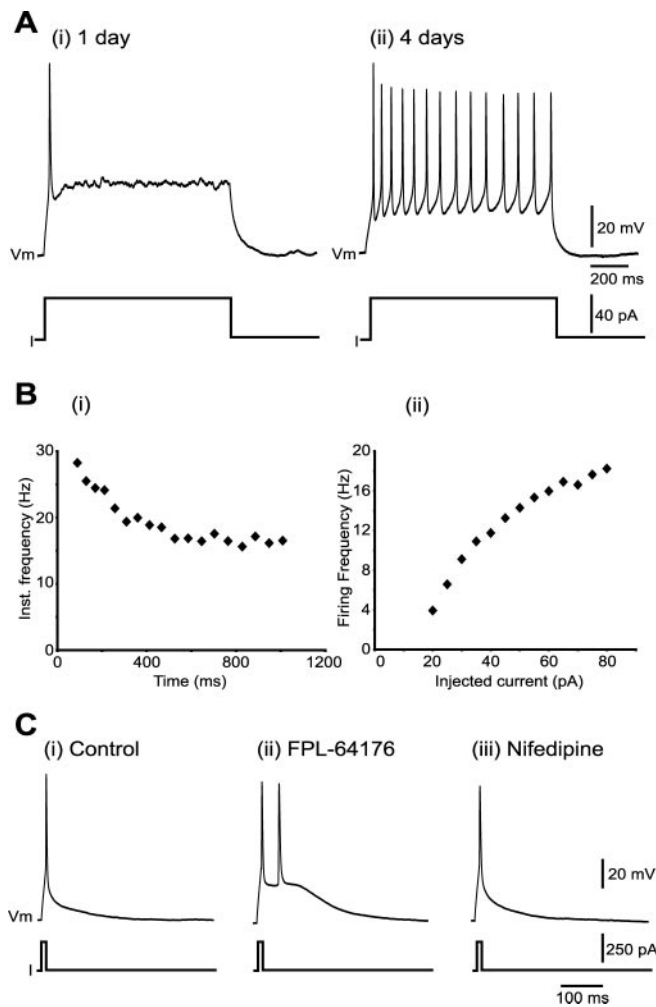 A
(i) 1 day
(ii) 4 days
Vm
Vm
20 mV
200 ms
I
I
40 pA
B
(i)
(ii)
30
20
10
0
Inst. frequency (Hz)
0 400 800 1200
Time (ms)
20
16
12
8
4
0
Firing Frequency (Hz)
0 20 40 60 80
Injected current (pA)
C
(i) Control
(ii) FPL-64176
(iii) Nifedipine
Vm
20 mV
I
250 pA
100 ms